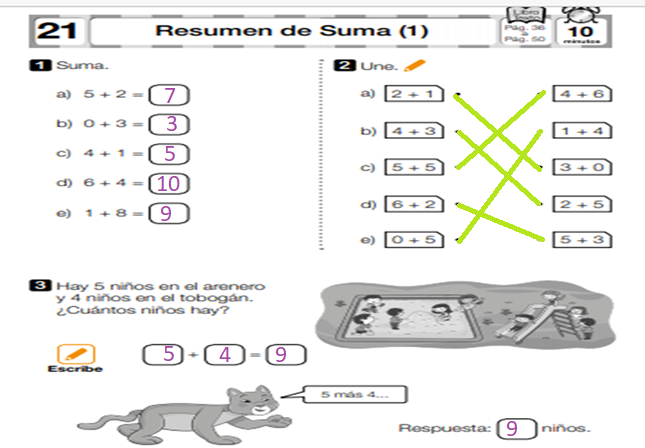 21 Resumen de Suma (1) Libro Texto Pág. 36 a Pág. 50 10 minutos
1 Suma.
a) 5 + 2 = 7
b) 0 + 3 = 3
c) 4 + 1 = 5
d) 6 + 4 = 10
e) 1 + 8 = 9
2 Une.
a) 2 + 1 4 + 6
b) 4 + 3 1 + 4
c) 5 + 5 3 + 0
d) 6 + 2 2 + 5
e) 0 + 5 5 + 3
3 Hay 5 niños en el arenero
y 4 niños en el tobogán.
¿Cuántos niños hay?
Escribe
5 + 4 = 9
5 más 4...
Respuesta: 9 niños.